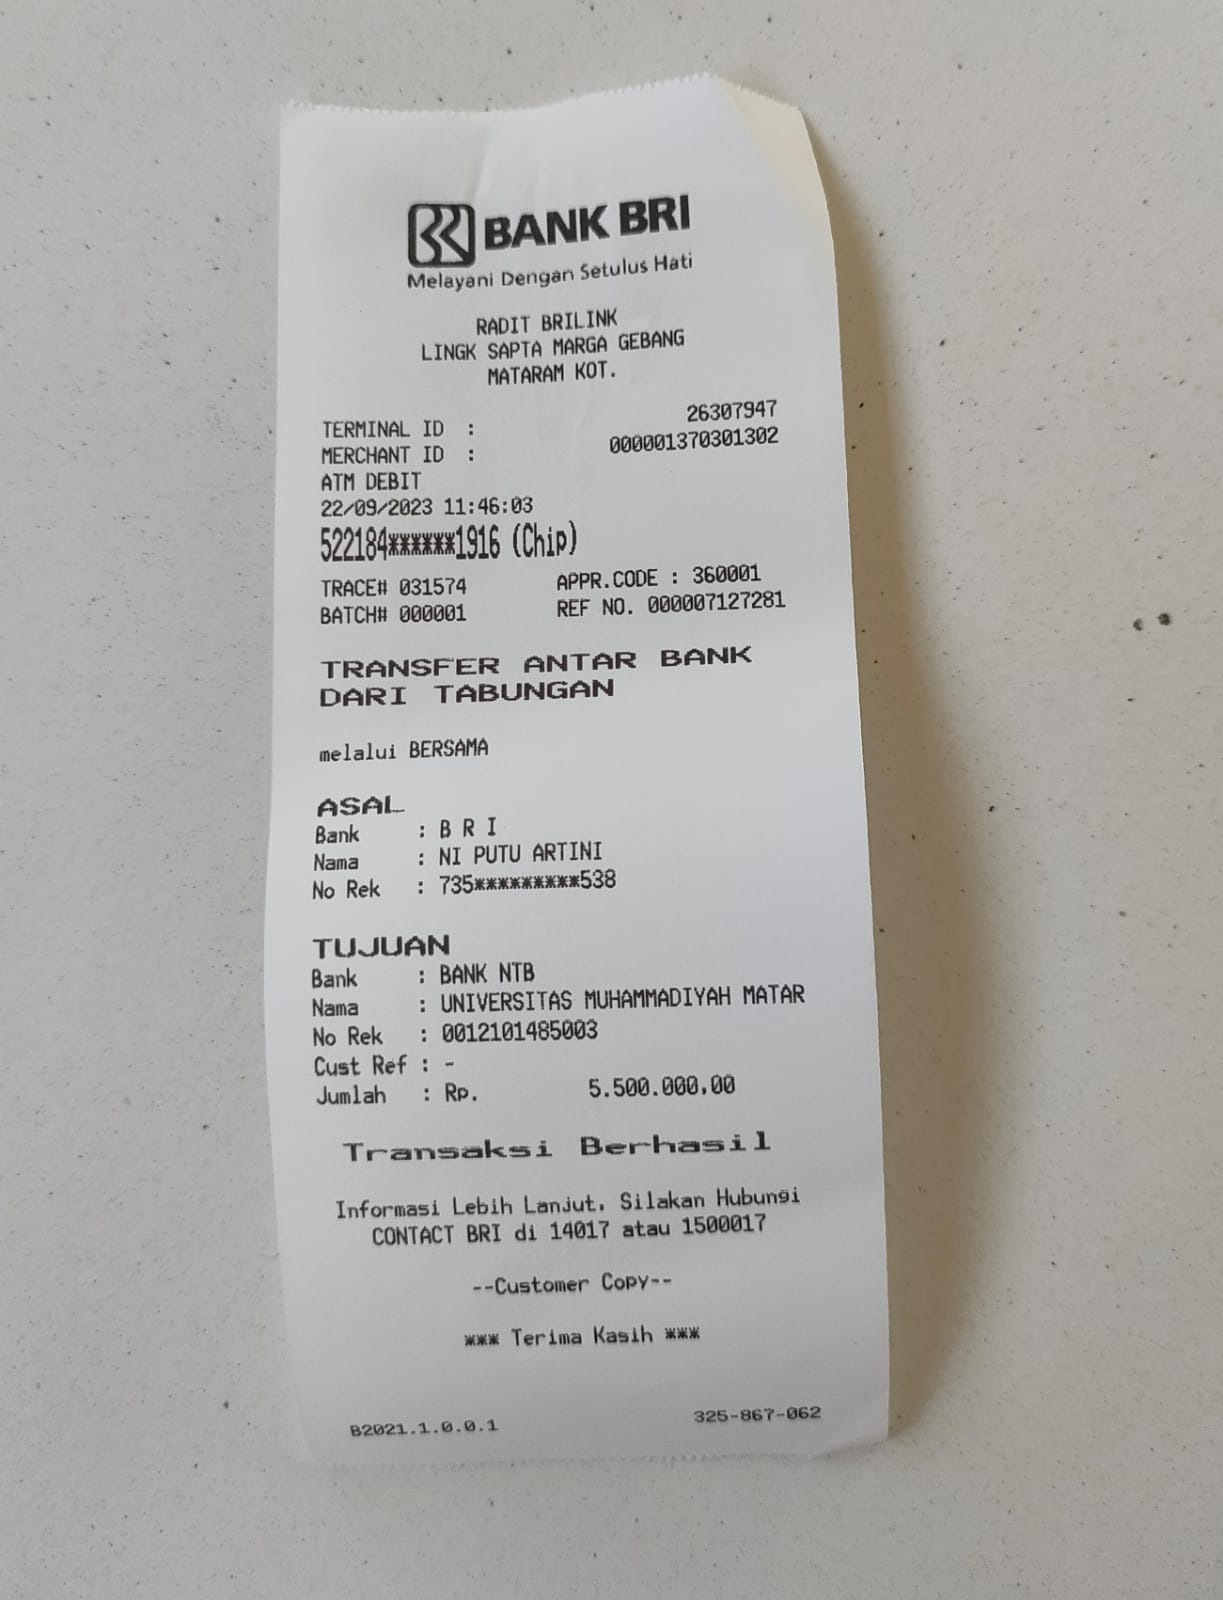 BANK BRI
Melayani Dengan Setulus Hati
RADIT BRILINK
LINGK SAPTA MARGA GEBANG
MATARAM KOT.
TERMINAL ID : 26307947
MERCHANT ID : 000001370301302
ATM DEBIT
22/09/2023 11:46:03
522184******1916 (Chip)
TRACE# 031574 APPR.CODE : 360001
BATCH# 000001 REF NO. 000007127281
TRANSFER ANTAR BANK
DARI TABUNGAN
melalui BERSAMA
ASAL
Bank : B R I
Nama : NI PUTU ARTINI
No Rek : 735*********538
TUJUAN
Bank : BANK NTB
Nama : UNIVERSITAS MUHAMMADIYAH MATAR
No Rek : 0012101485003
Cust Ref : -
Jumlah : Rp. 5.500.000,00
Transaksi Berhasil
Informasi Lebih Lanjut, Silakan Hubungi
CONTACT BRI di 14017 atau 1500017
--Customer Copy--
*** Terima Kasih ***
B2021.1.0.0.1 325-867-062